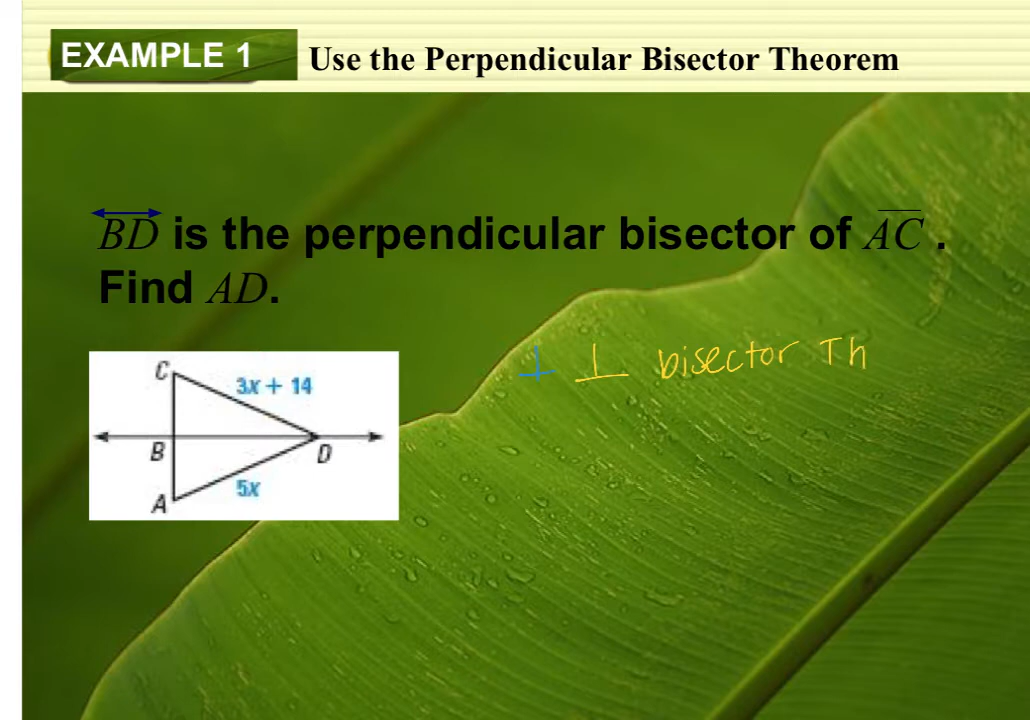 EXAMPLE 1
Use the Perpendicular Bisector Theorem
BD is the perpendicular bisector of AC .
Find AD.
⊥ ⊥ bisector Th
C
3x + 14
B
D
5x
A